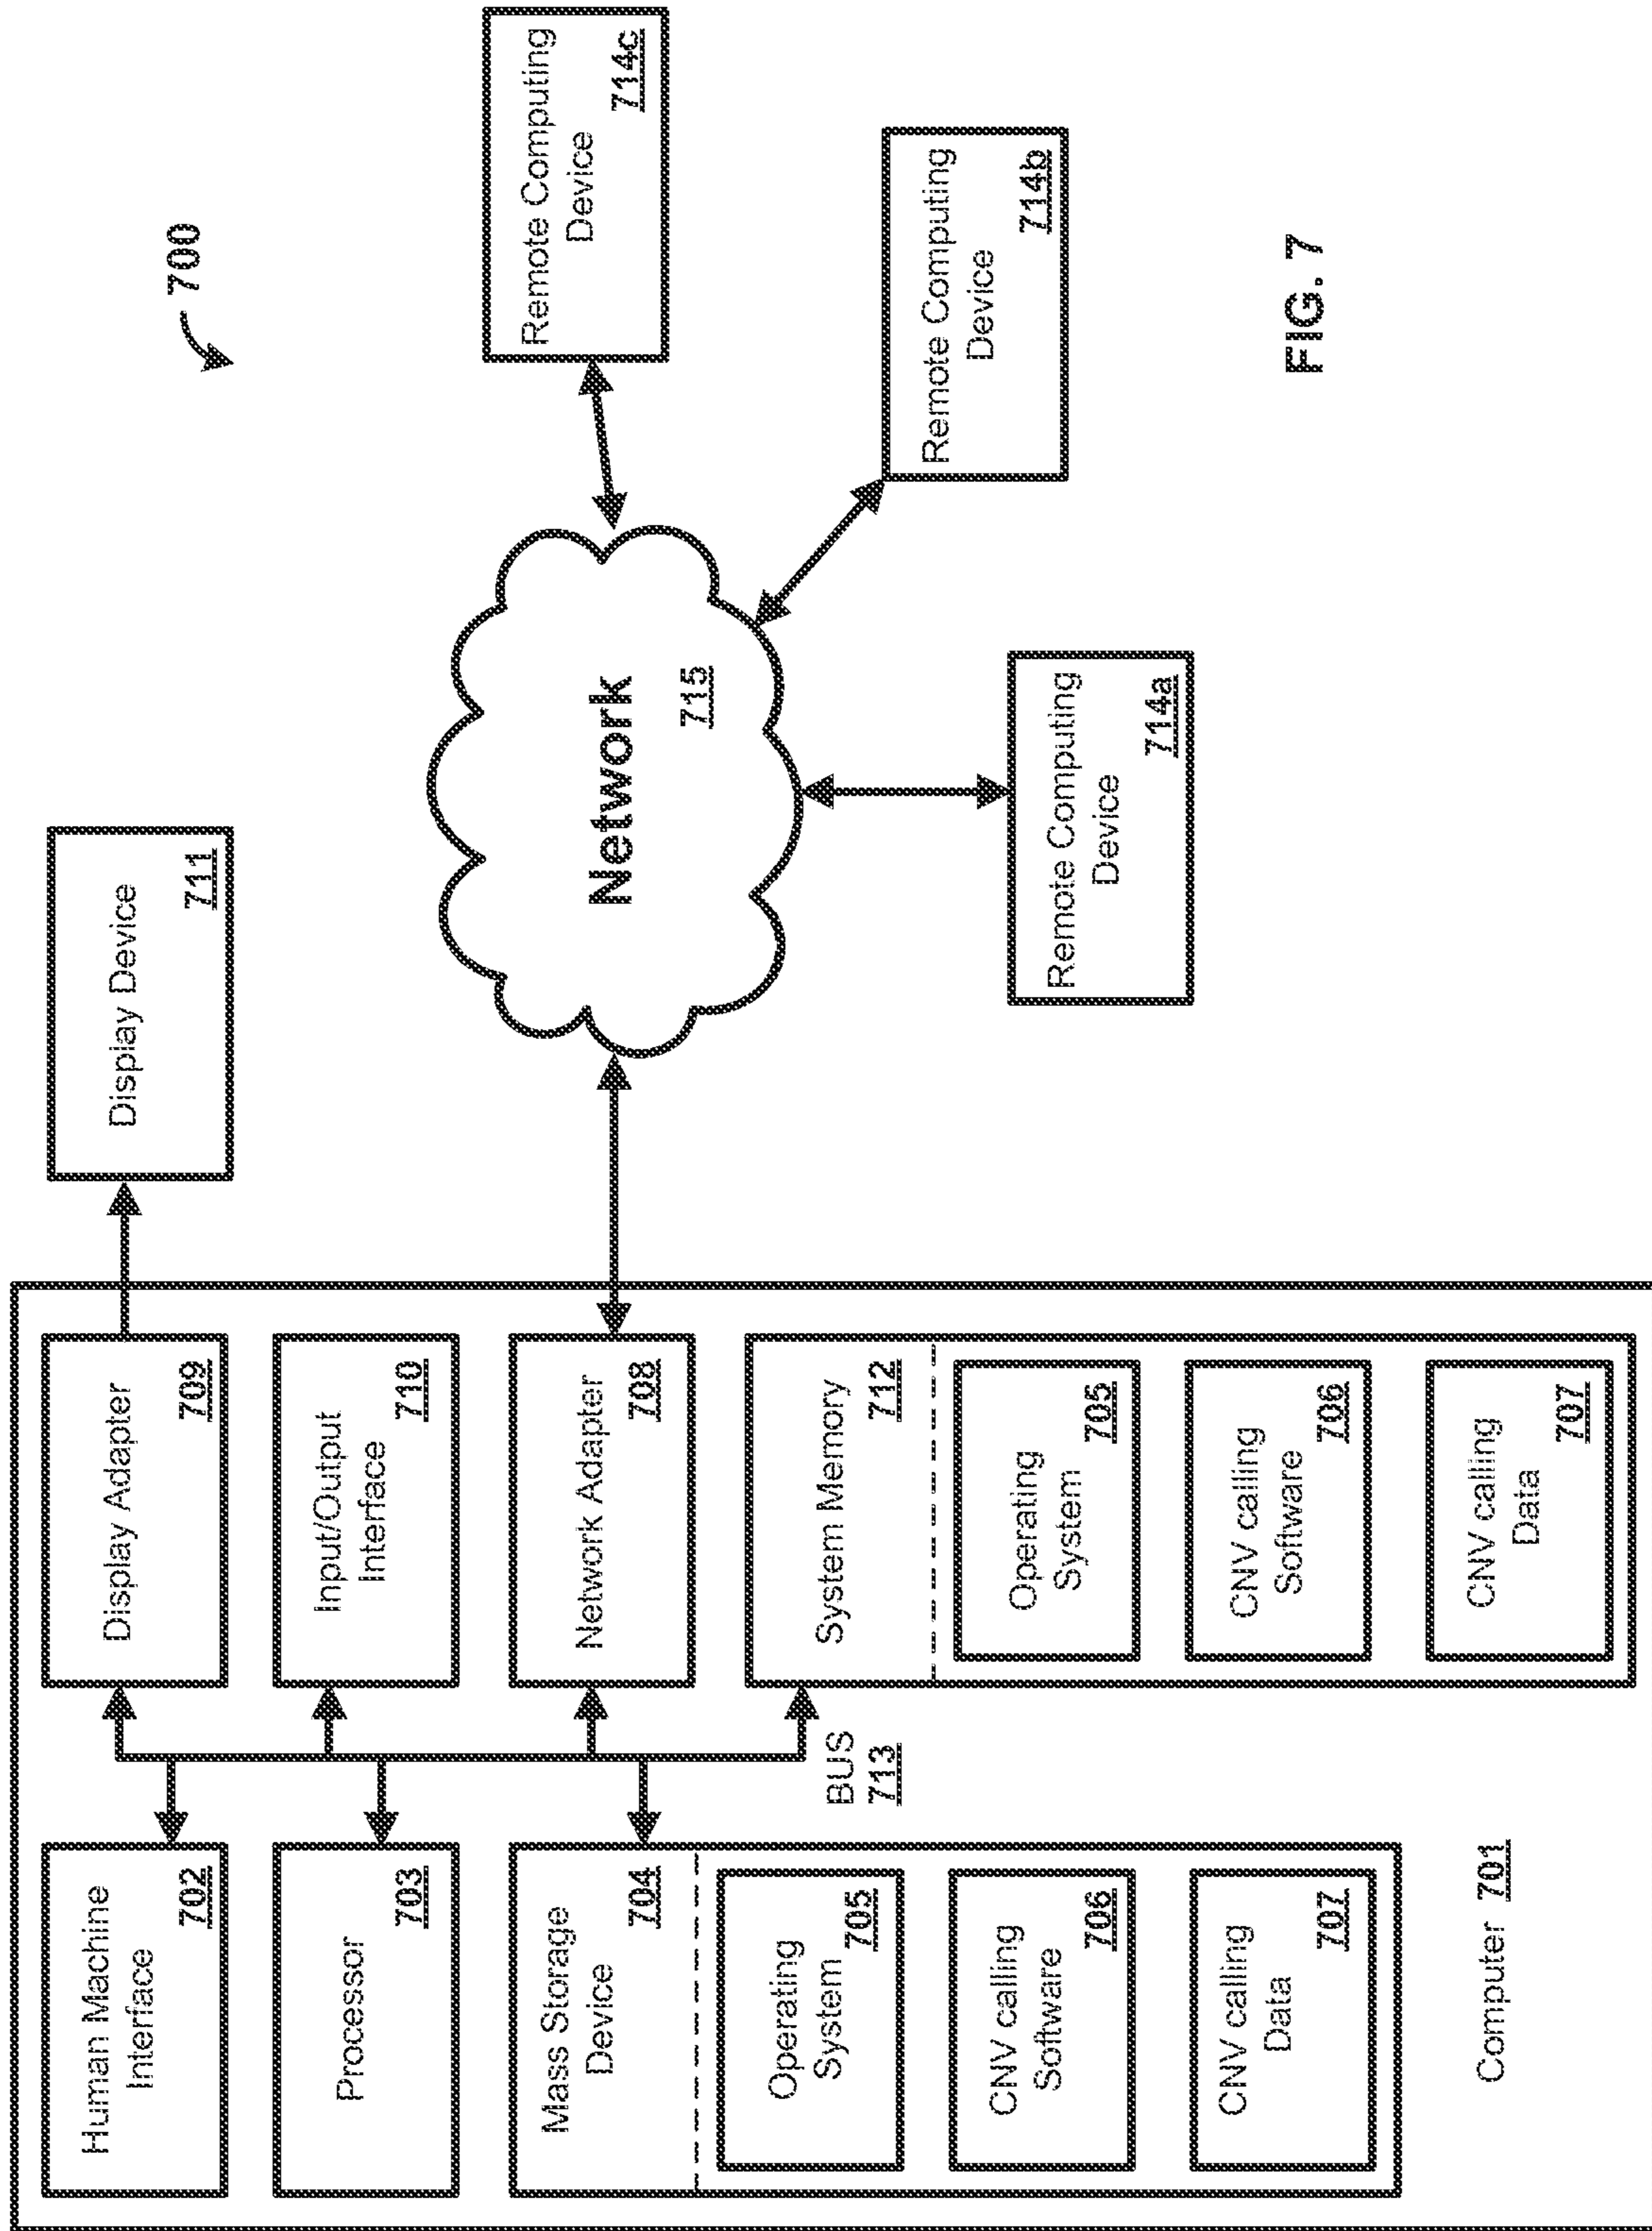 700
Human Machine
Interface
702
Processor
703
Mass Storage
Device
704
Operating
System
705
CNV calling
Software
706
CNV calling
Data
707
Computer 701
BUS
713
Display Adapter
709
Input/Output
Interface
710
Network Adapter
708
System Memory
712
Operating
System
705
CNV calling
Software
706
CNV calling
Data
707
Display Device
711
Network
715
Remote Computing
Device
714a
Remote Computing
Device
714b
Remote Computing
Device
714c
FIG. 7